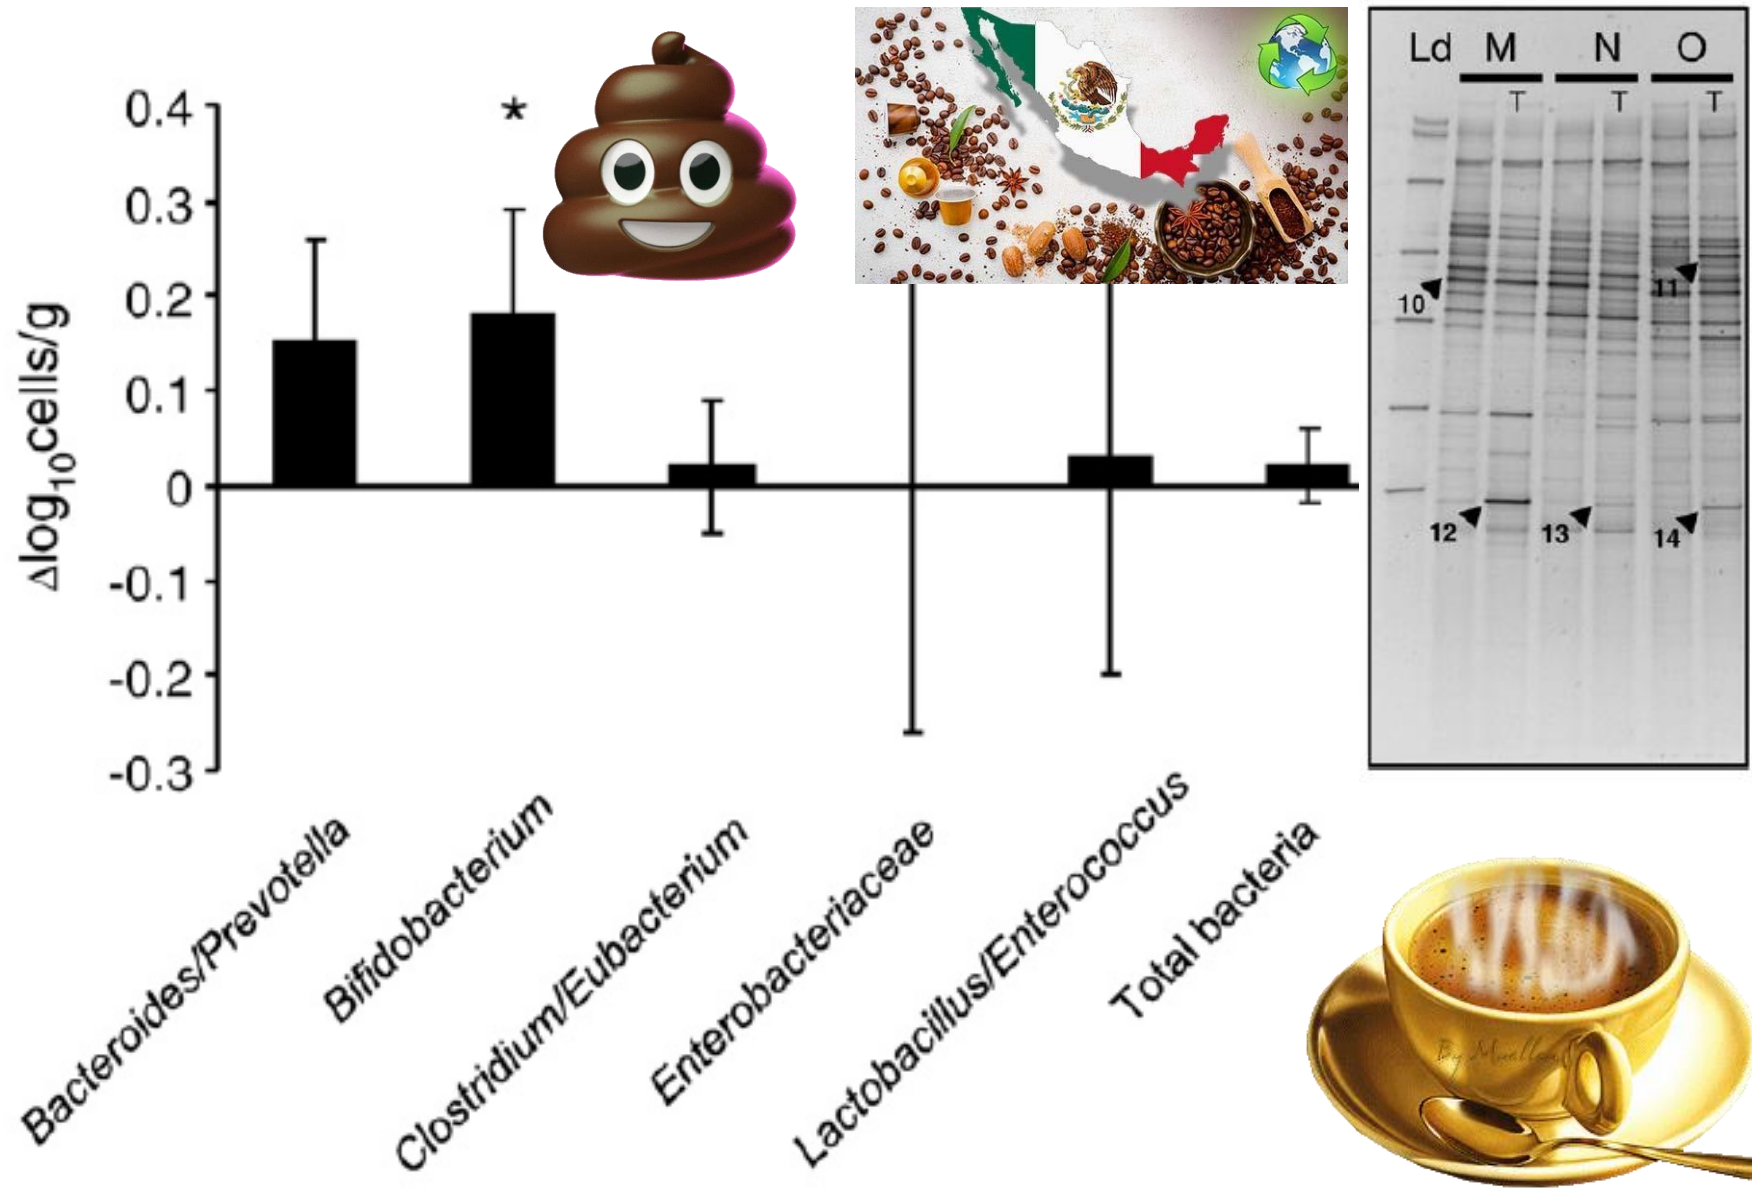 Δlog10cells/g
0.4
0.3
0.2
0.1
0
-0.1
-0.2
-0.3
*
Bacteroides/Prevotella
Bifidobacterium
Clostridium/Eubacterium
Enterobacteriaceae
Lactobacillus/Enterococcus
Total bacteria
Ld M N O
T T T
10
11
12
13
14